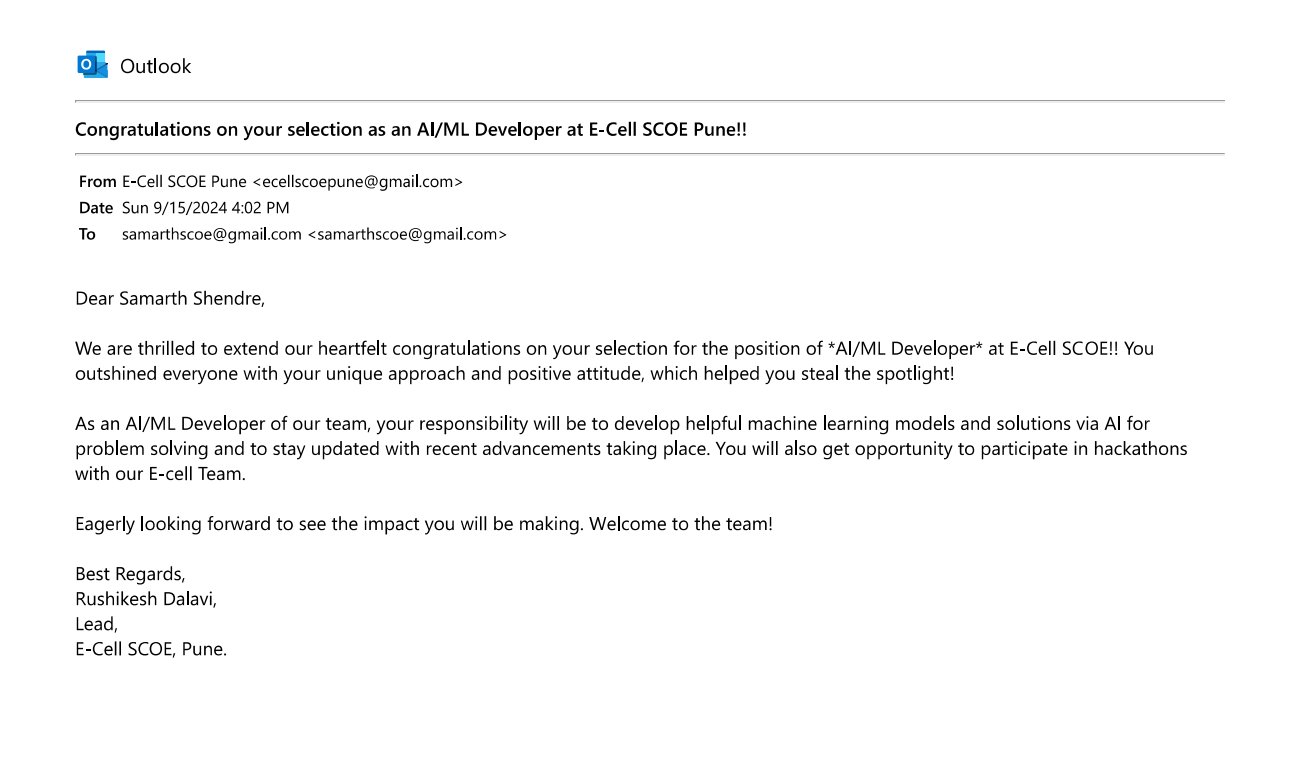 Outlook
Congratulations on your selection as an AI/ML Developer at E-Cell SCOE Pune!!
From E-Cell SCOE Pune <ecellscoepune@gmail.com>
Date Sun 9/15/2024 4:02 PM
To samarthscoe@gmail.com <samarthscoe@gmail.com>
Dear Samarth Shendre,
We are thrilled to extend our heartfelt congratulations on your selection for the position of *AI/ML Developer* at E-Cell SCOE!! You
outshined everyone with your unique approach and positive attitude, which helped you steal the spotlight!
As an AI/ML Developer of our team, your responsibility will be to develop helpful machine learning models and solutions via AI for
problem solving and to stay updated with recent advancements taking place. You will also get opportunity to participate in hackathons
with our E-cell Team.
Eagerly looking forward to see the impact you will be making. Welcome to the team!
Best Regards,
Rushikesh Dalavi,
Lead,
E-Cell SCOE, Pune.